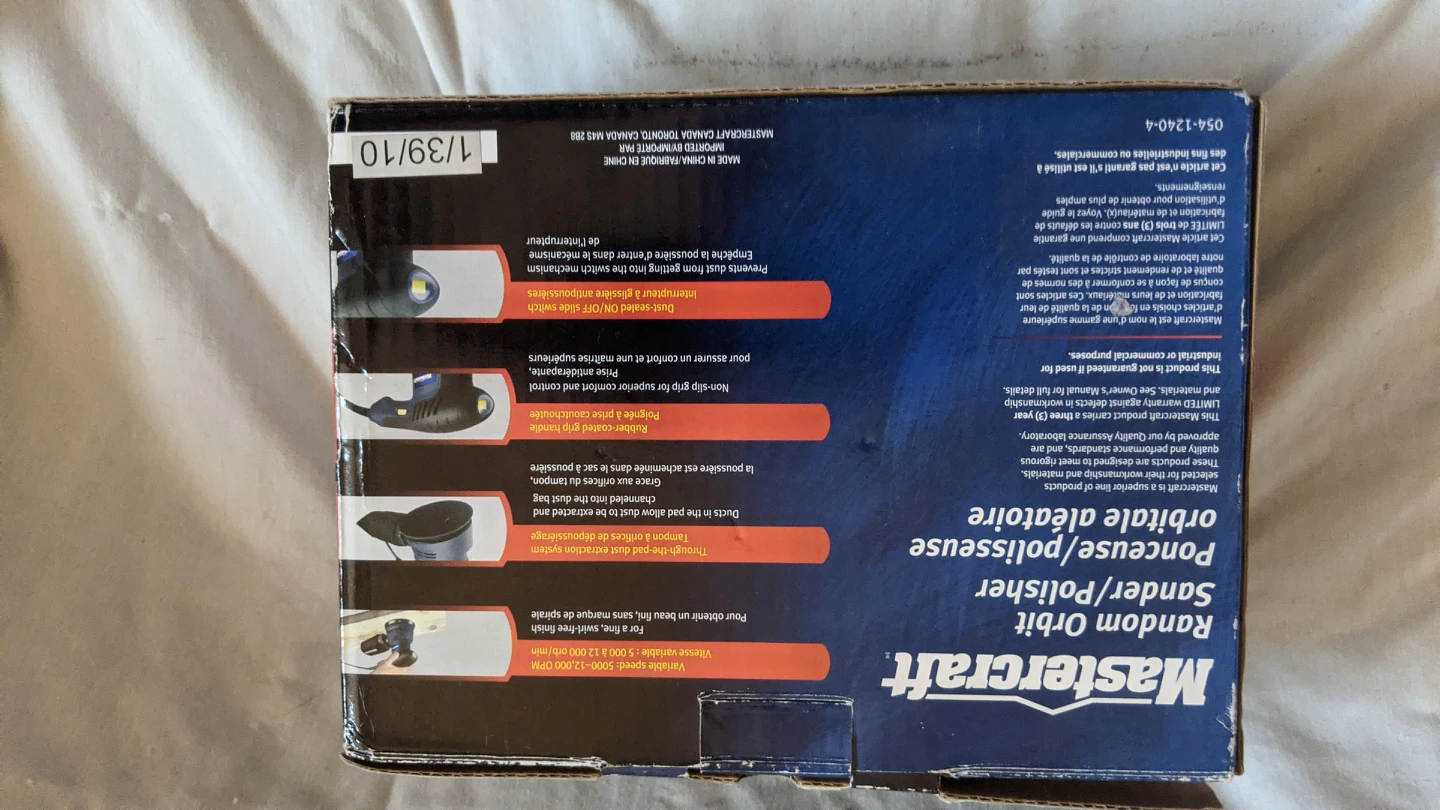 Mastercraft
Random Orbit
Sander/Polisher
Ponceuse/polisseuse
orbitale aléatoire
Mastercraft is a superior line of products
selected for their workmanship and materials.
These products are designed to meet rigorous
quality and performance standards, and are
approved by our Quality Assurance laboratory.
This Mastercraft product carries a three (3) year
LIMITED warranty against defects in workmanship
and materials. See Owner's Manual for full details.
This product is not guaranteed if used for
industrial or commercial purposes.
Mastercraft est le nom d'une gamme supérieure
d'articles choisis en de la qualité de leur
fabrication et de leurs matériaux. Ces articles sont
conçus de façon à se conformer à des normes de
qualité et de rendement strictes et sont testés par
notre laboratoire de contrôle de la qualité.
Cet article Mastercraft comprend une garantie
LIMITÉE de trois (3) ans contre les défauts de
fabrication et de matériau(x). Voyez le guide
d'utilisation pour obtenir de plus amples
renseignements.
Cet article n'est pas garanti s'il est utilisé à
des fins industrielles ou commerciales.
054-1240-4
Variable speed: 5000–12,000 OPM
Vitesse variable : 5 000 à 12 000 orb/min
For a fine, swirl-free finish
Pour obtenir un beau fini, sans marque de spirale
Through-the-pad dust extraction system
Tampon à orifices de dépoussiérage
Ducts in the pad allow dust to be extracted and
channeled into the dust bag
Grace aux orifices du tampon,
la poussière est acheminée dans le sac à poussière
Rubber-coated grip handle
Poignée à prise caoutchoutée
Non-slip grip for superior comfort and control
Prise antidérapante,
pour assurer un confort et une maîtrise supérieurs
Dust-sealed ON/OFF slide switch
Interrupteur à glissière antipoussières
Prevents dust from getting into the switch mechanism
Empêche la poussière d'entrer dans le mécanisme
de l'interrupteur
MADE IN CHINA/FABRIQUÉ EN CHINE
IMPORTED BY/IMPORTÉ PAR
MASTERCRAFT CANADA TORONTO, CANADA M4S 2B8
1/39/10